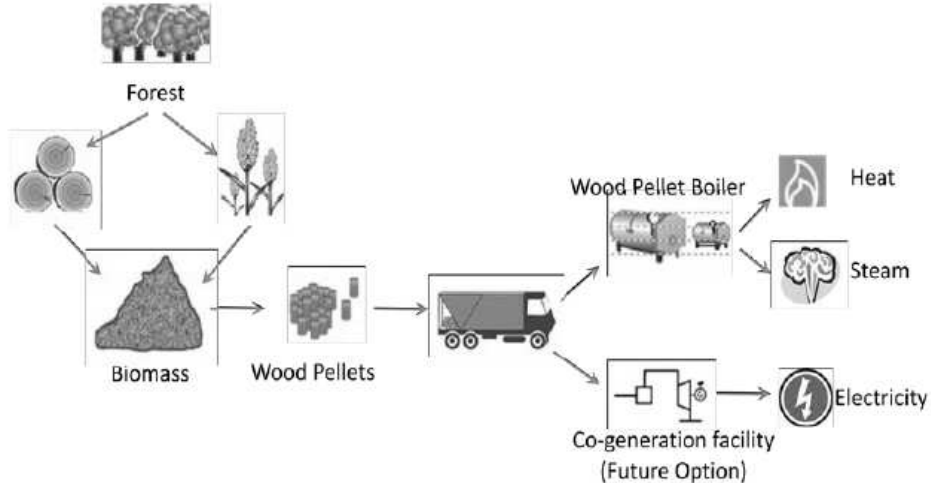 Forest
Wood Pellet Boiler
Heat
Steam
Biomass
Wood Pellets
Electricity
Co-generation facility
(Future Option)